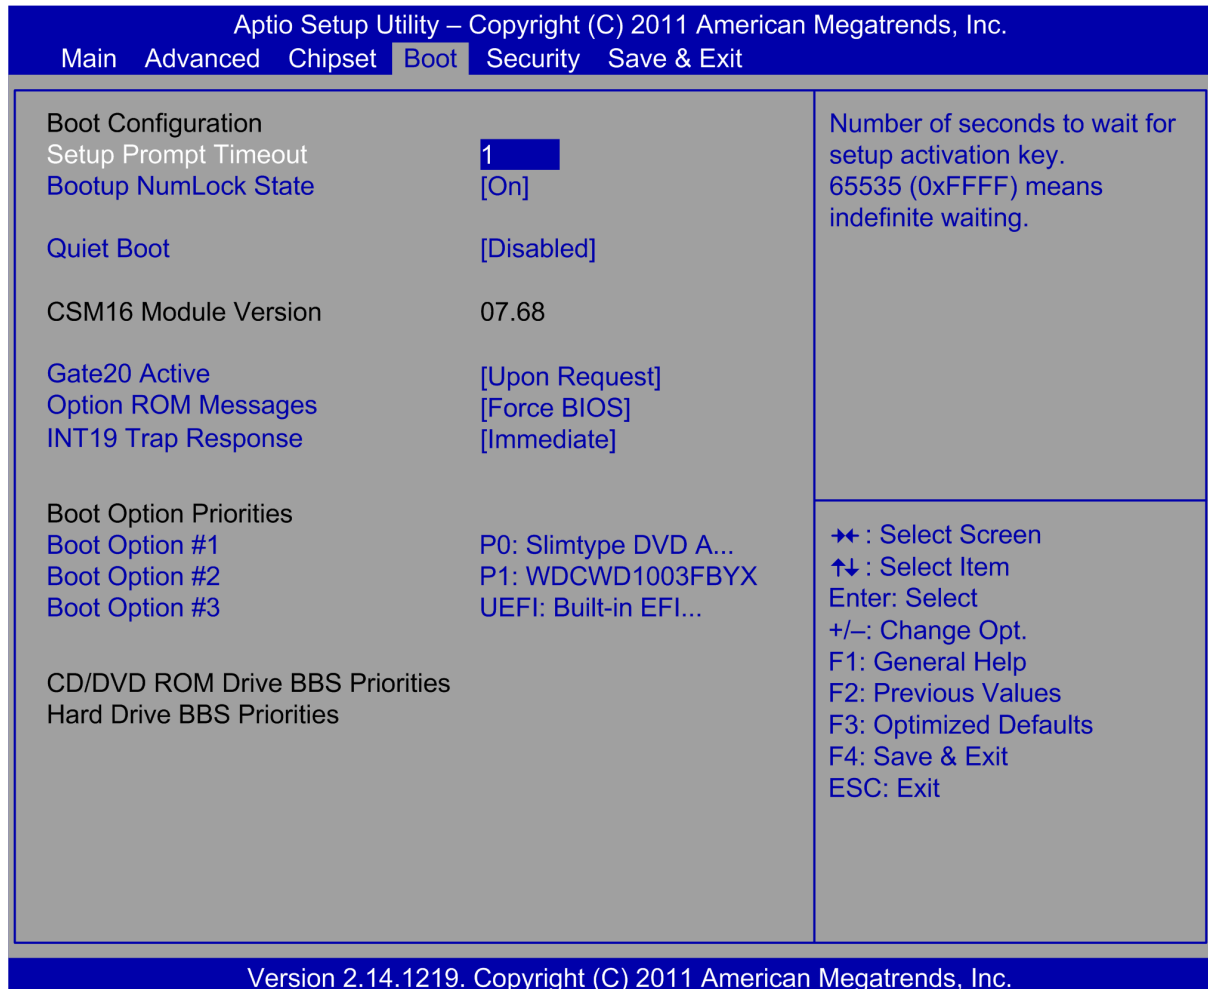 Aptio Setup Utility – Copyright (C) 2011 American Megatrends, Inc.
Main Advanced Chipset Boot Security Save & Exit
Boot Configuration
Setup Prompt Timeout 1
Bootup NumLock State [On]
Quiet Boot [Disabled]
CSM16 Module Version 07.68
Gate20 Active [Upon Request]
Option ROM Messages [Force BIOS]
INT19 Trap Response [Immediate]
Boot Option Priorities
Boot Option #1 P0: Slimtype DVD A...
Boot Option #2 P1: WDCWD1003FBYX
Boot Option #3 UEFI: Built-in EFI...
CD/DVD ROM Drive BBS Priorities
Hard Drive BBS Priorities
Number of seconds to wait for
setup activation key.
65535 (0xFFFF) means
indefinite waiting.
→←: Select Screen
↑↓: Select Item
Enter: Select
+/–: Change Opt.
F1: General Help
F2: Previous Values
F3: Optimized Defaults
F4: Save & Exit
ESC: Exit
Version 2.14.1219. Copyright (C) 2011 American Megatrends, Inc.